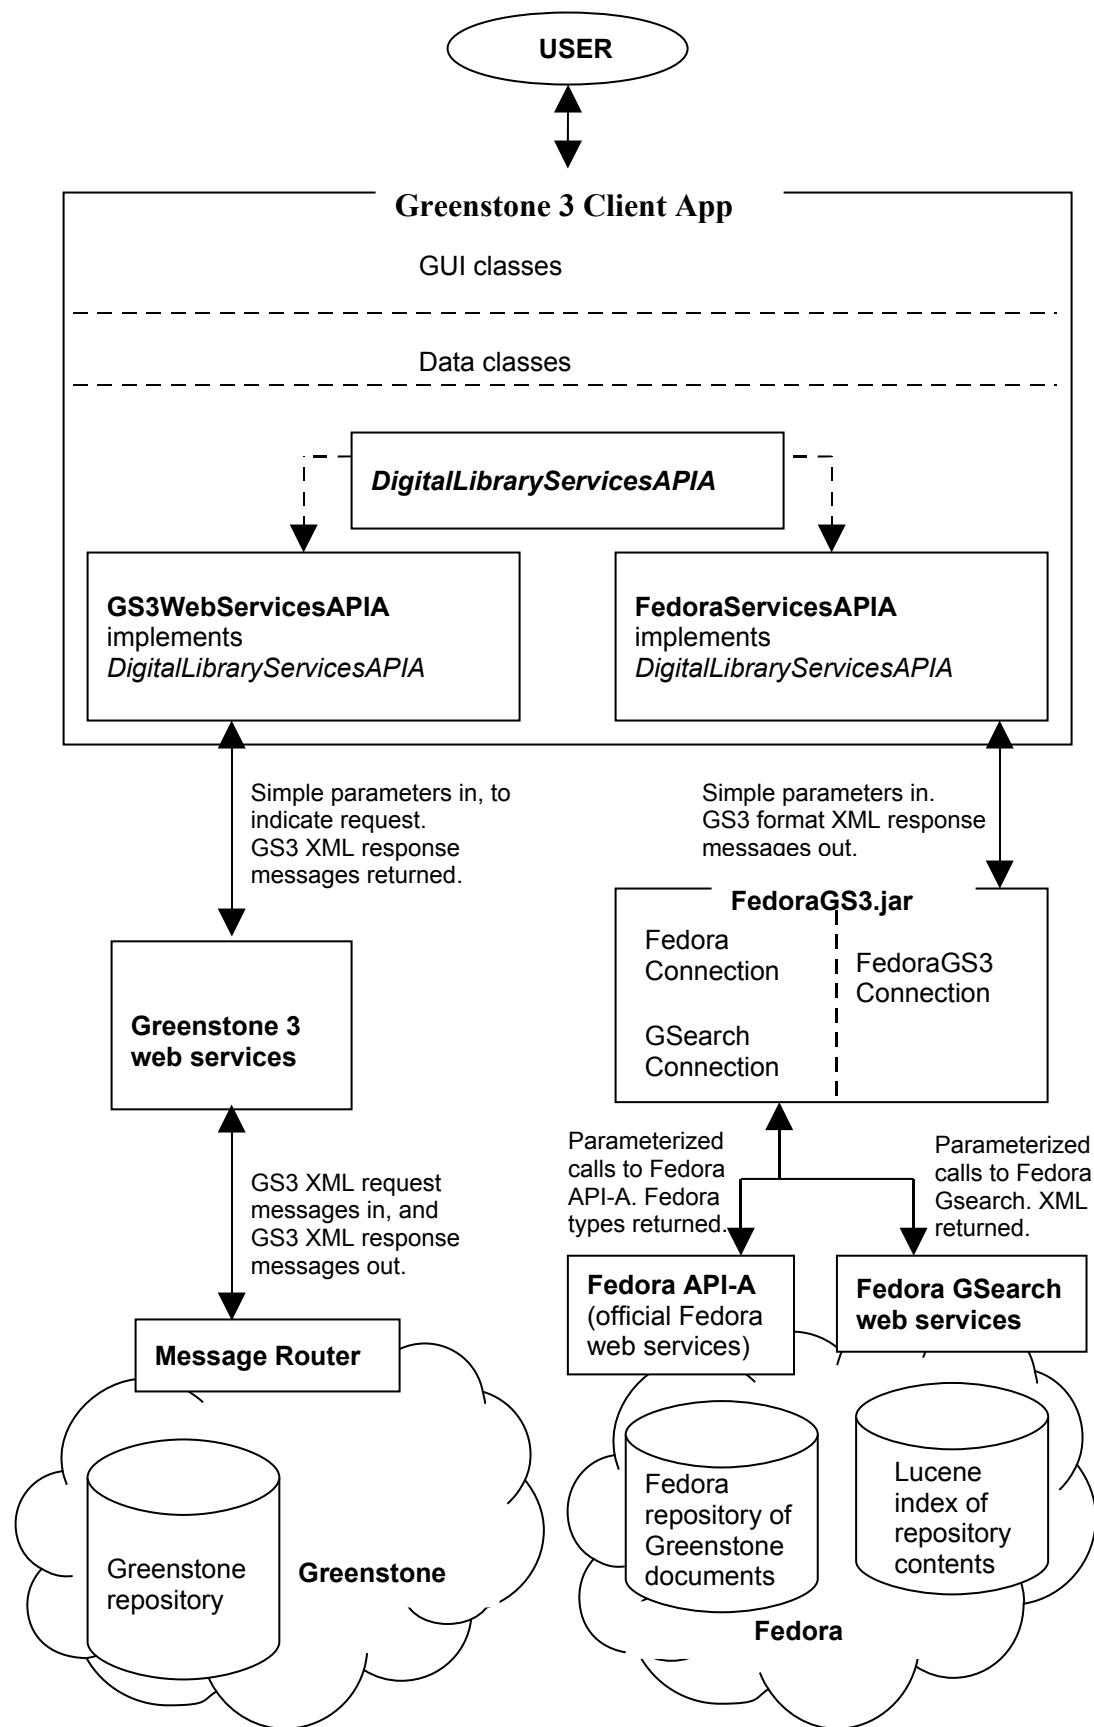 USER
Greenstone 3 Client App
GUI classes
Data classes
DigitalLibraryServicesAPIA
GS3WebServicesAPIA
implements
DigitalLibraryServicesAPIA
FedoraServicesAPIA
implements
DigitalLibraryServicesAPIA
Simple parameters in, to
indicate request.
GS3 XML response
messages returned.
Simple parameters in.
GS3 format XML response
messages out.
FedoraGS3.jar
Fedora
Connection
GSearch
Connection
FedoraGS3
Connection
Greenstone 3
web services
Parameterized
calls to Fedora
API-A. Fedora
types returned.
Parameterized
calls to Fedora
Gsearch. XML
returned.
GS3 XML request
messages in, and
GS3 XML response
messages out.
Fedora API-A
(official Fedora
web services)
Fedora GSearch
web services
Message Router
Greenstone
repository
Greenstone
Fedora
repository of
Greenstone
documents
Lucene
index of
repository
contents
Fedora